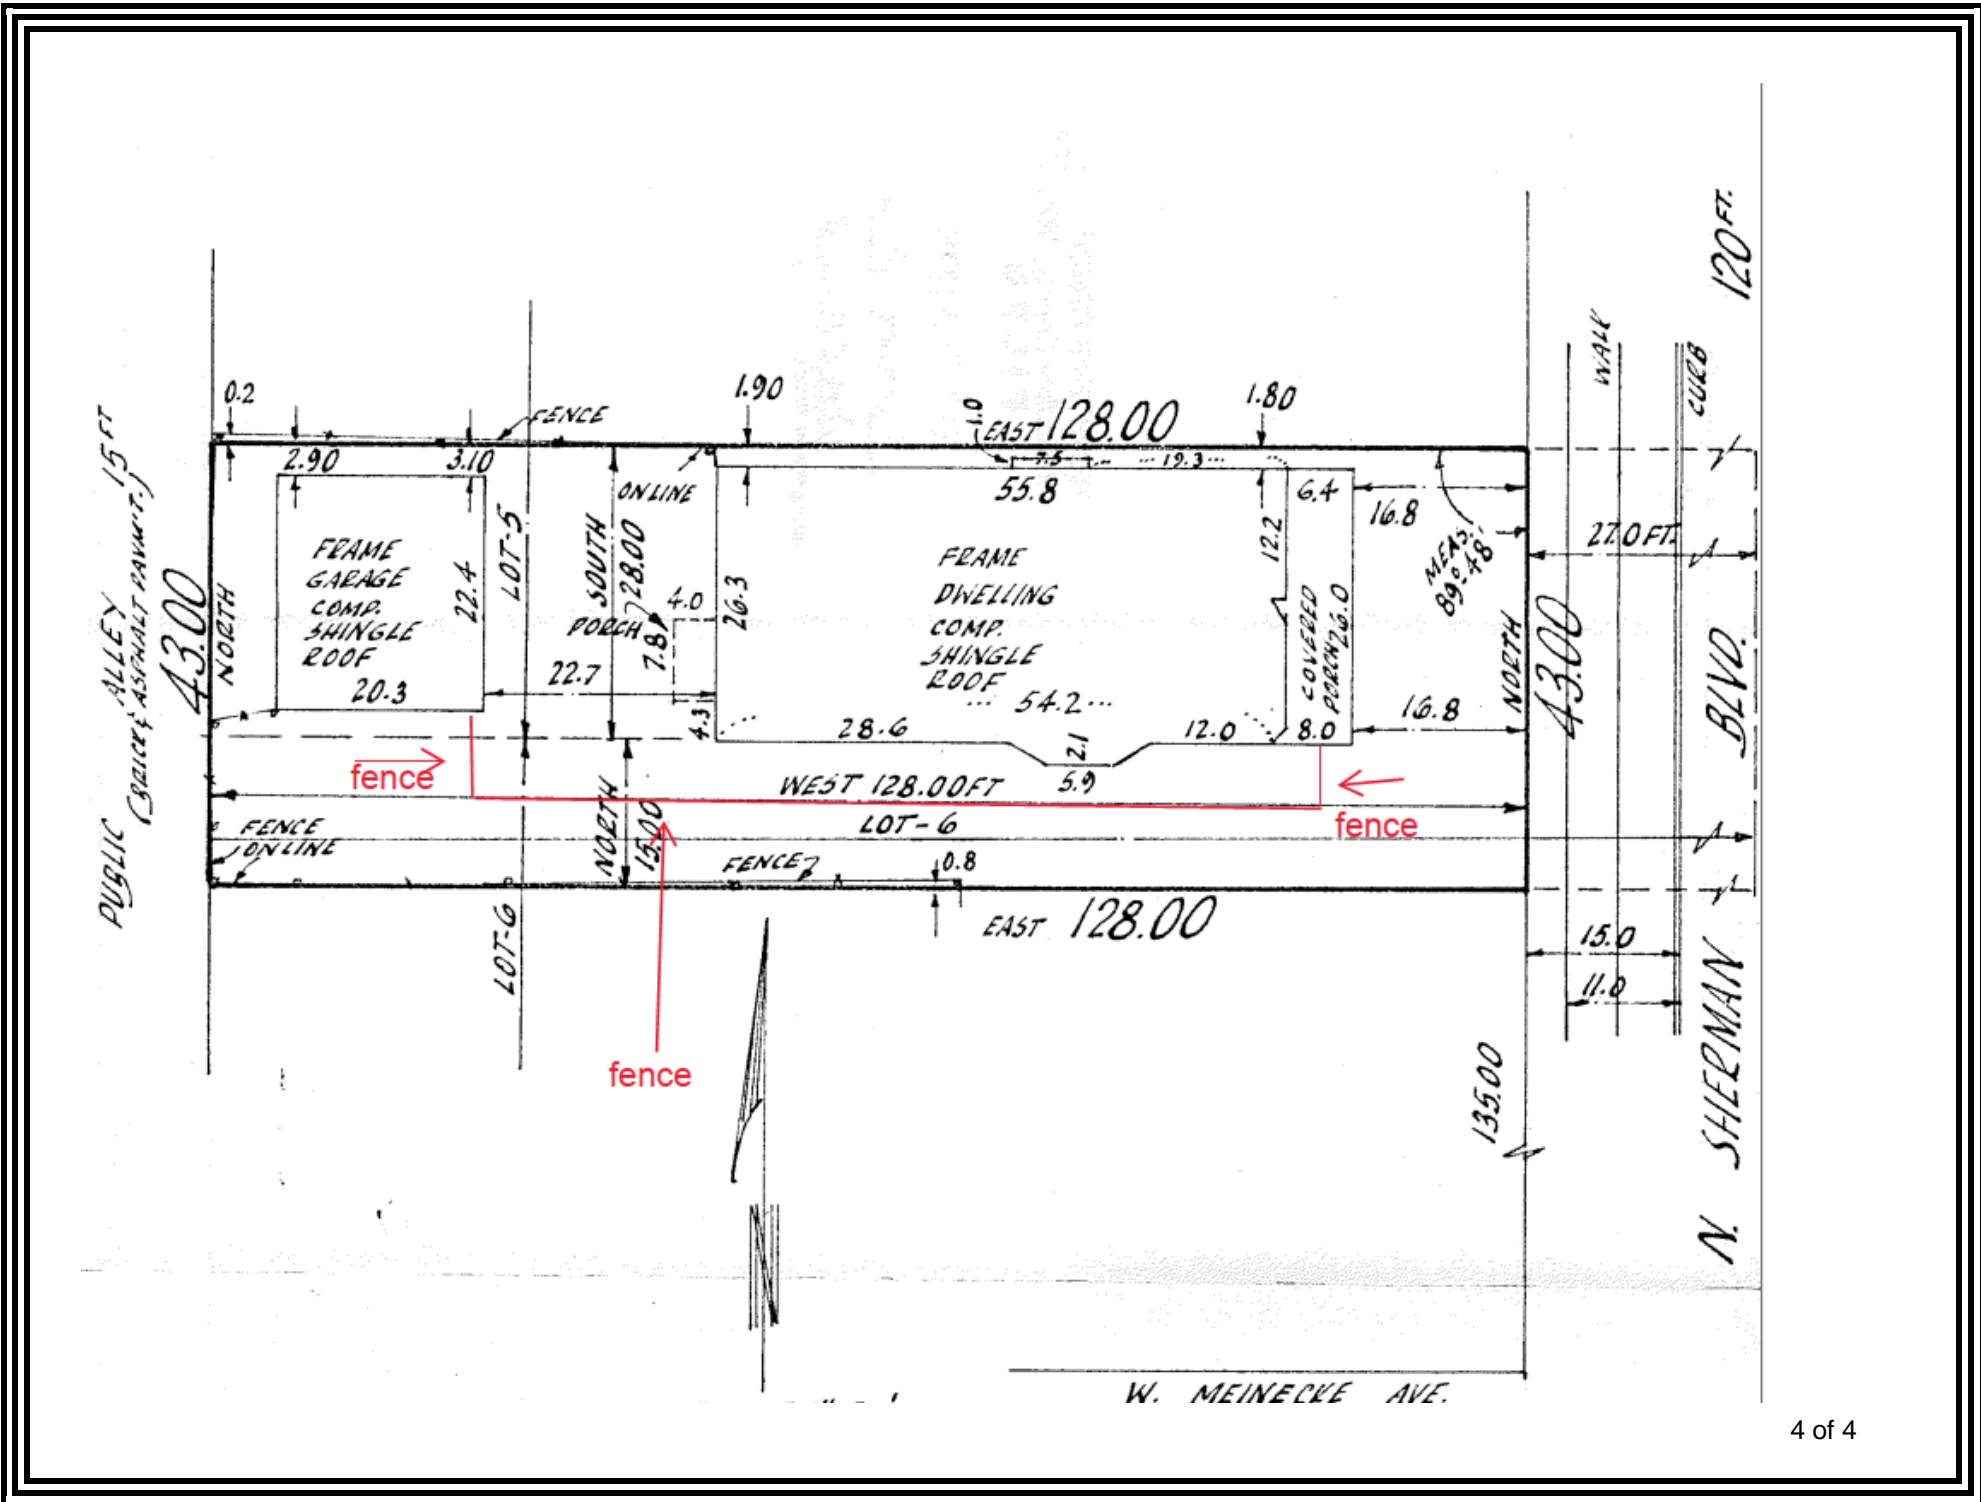 120 FT.
WALK
CURB
0.2
FENCE
1.90
1.0
EAST 128.00
1.80
15 FT
2.90
3.10
ON LINE
7.5
19.3
55.8
6.4
16.8
27.0 FT.
MEAS.
89°48'
PUBLIC ALLEY
(BRICK & ASPHALT PAVM'T.)
43.00
NORTH
FRAME
GARAGE
COMP.
SHINGLE
ROOF
20.3
22.4
LOT-5
SOUTH
28.00
PORCH
4.0
7.8
22.7
4.3
26.3
FRAME
DWELLING
COMP.
SHINGLE
ROOF
54.2
12.2
COVERED
PORCH 26.0
NORTH
43.00
BLVD.
28.6
2.1
12.0
8.0
16.8
5.9
fence
WEST 128.00FT
fence
NORTH
15.00
LOT-6
FENCE
ON LINE
FENCE
0.8
LOT-6
EAST 128.00
15.0
11.0
fence
135.00
N. SHERMAN
N
W. MEINECKE AVE.
4 of 4